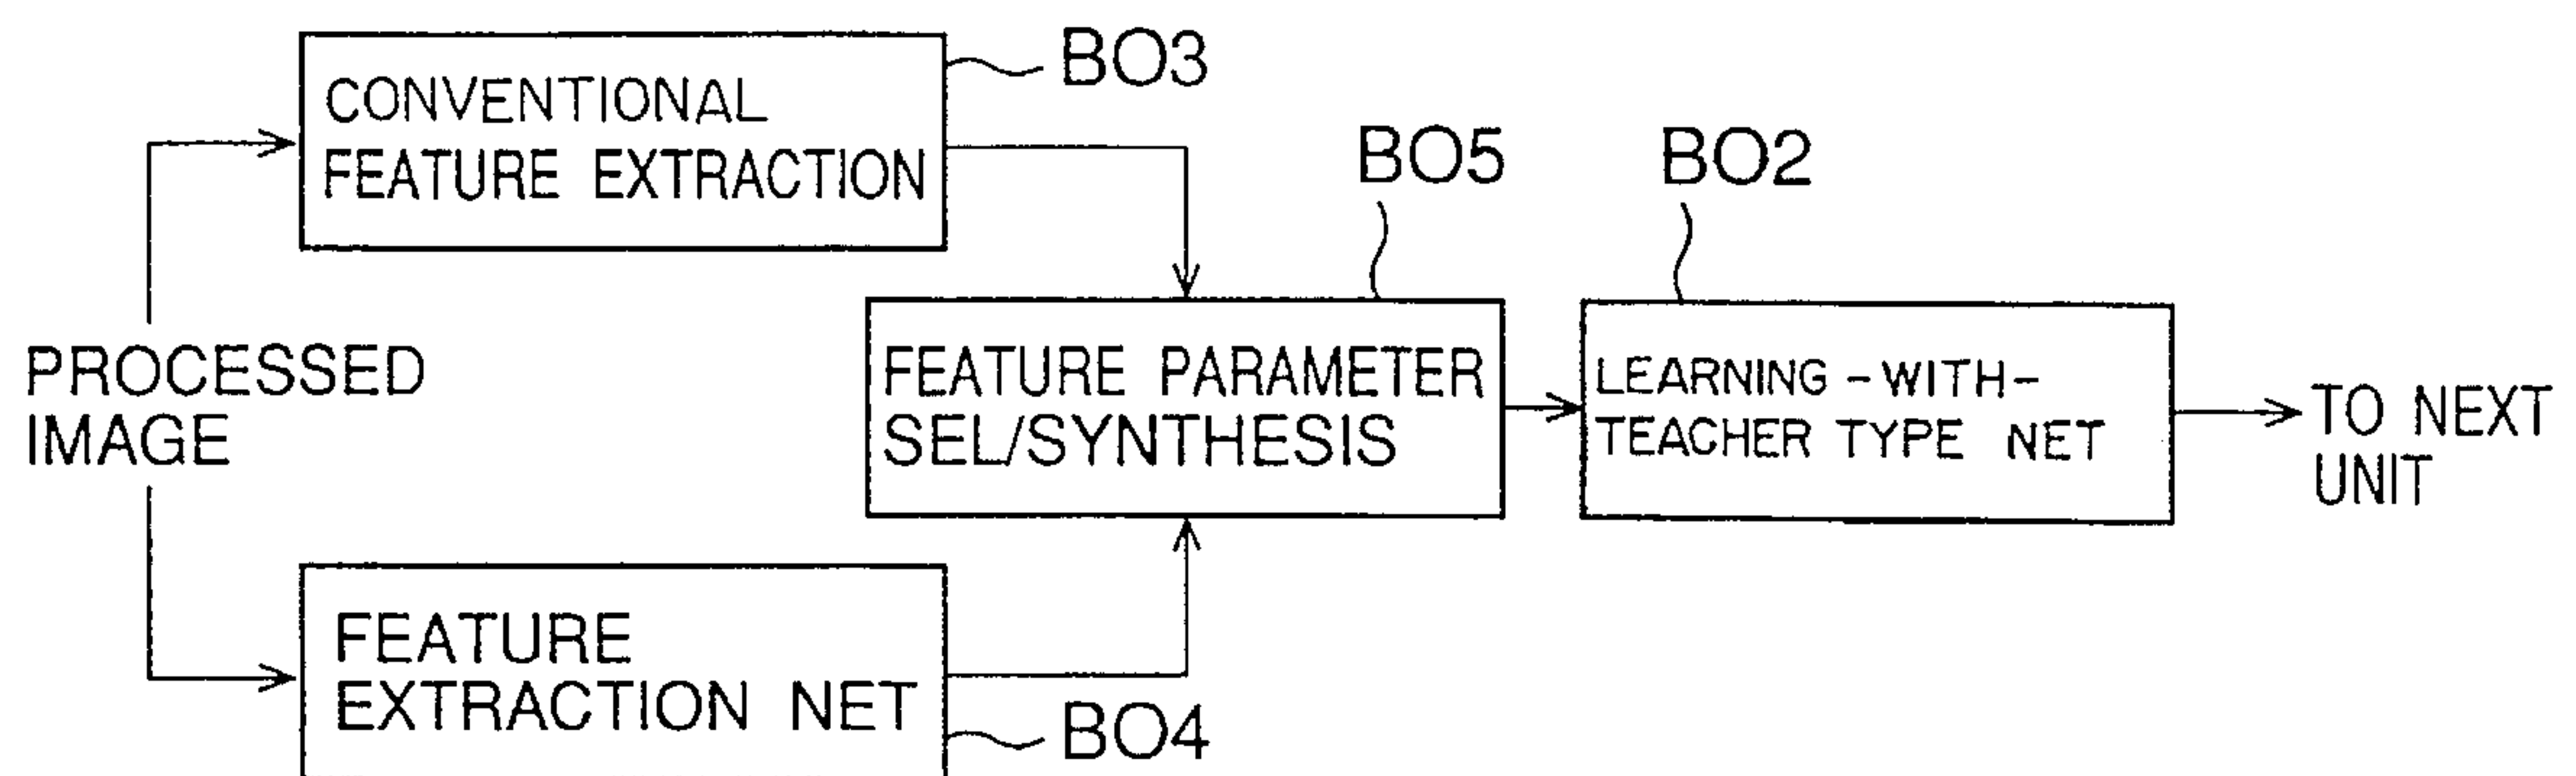 BO3
CONVENTIONAL
FEATURE EXTRACTION
BO5
BO2
PROCESSED
IMAGE
FEATURE PARAMETER
SEL/SYNTHESIS
LEARNING-WITH-
TEACHER TYPE NET
TO NEXT
UNIT
FEATURE
EXTRACTION NET
BO4